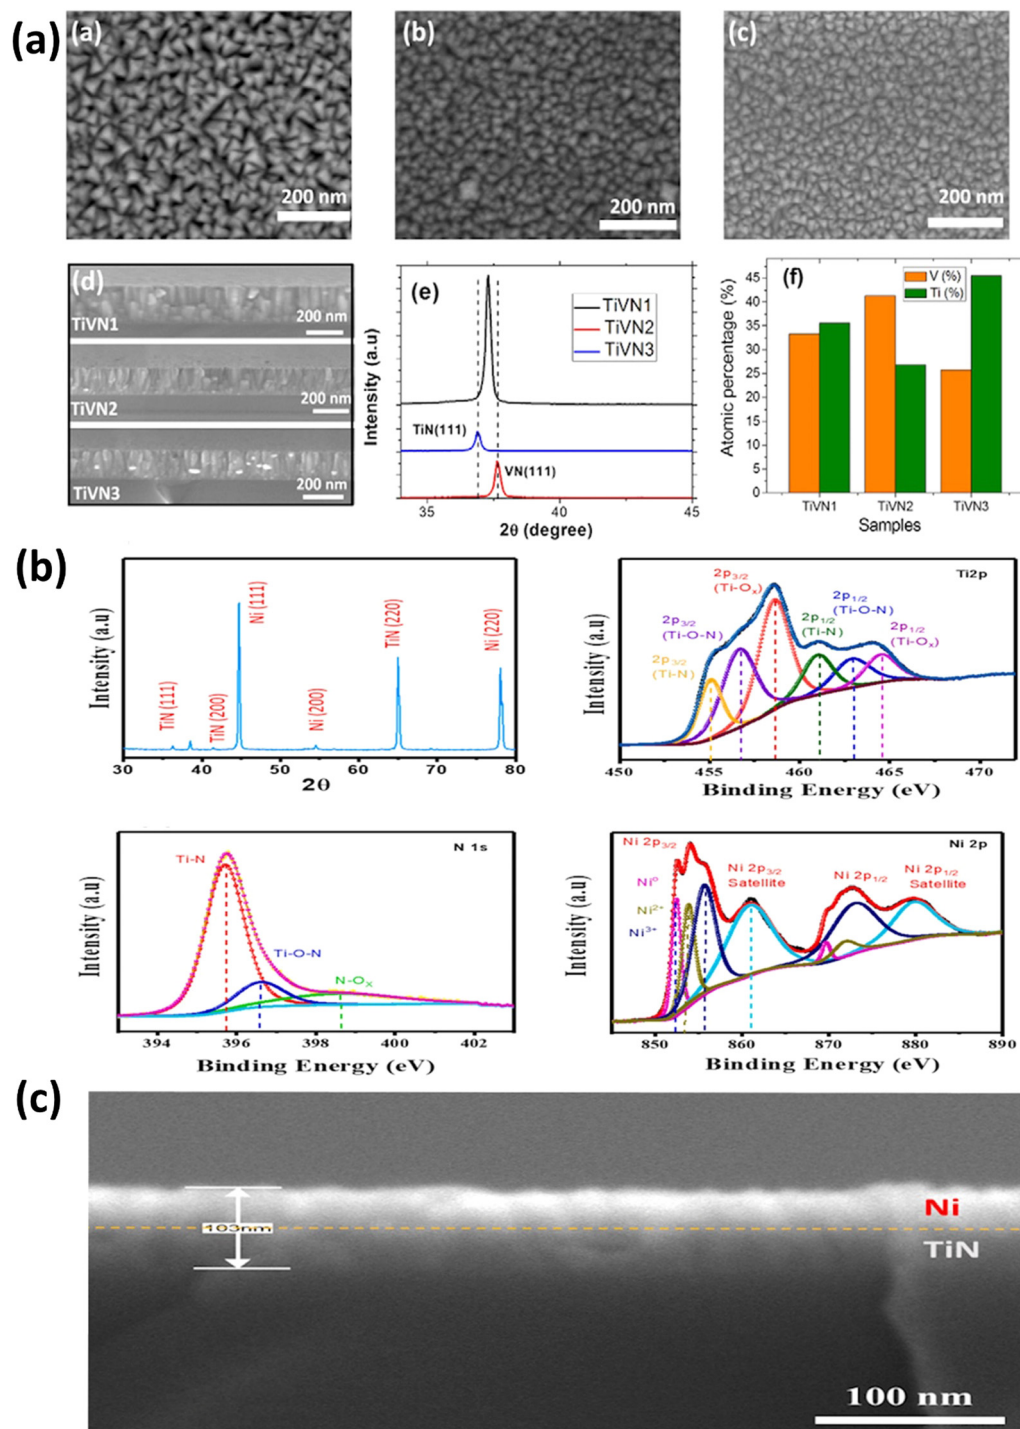 (a)
(a)
200 nm
(b)
200 nm
(c)
200 nm
(d)
TiVN1
200 nm
TiVN2
200 nm
TiVN3
200 nm
(e)
TiVN1
TiVN2
TiVN3
TiN(111)
VN(111)
Intensity (a.u)
35
40
45
2θ (degree)
(f)
V (%)
Ti (%)
Atomic percentage (%)
45
40
35
30
25
20
15
10
5
0
TiVN1
TiVN2
TiVN3
Samples
(b)
Intensity (a.u)
TiN (111)
TiN (200)
Ni (111)
Ni (200)
TiN (220)
Ni (220)
30
40
50
60
70
80
2θ
Ti2p
Intensity (a.u)
2p3/2
(Ti-N)
2p3/2
(Ti-O-N)
2p3/2
(Ti-Ox)
2p1/2
(Ti-N)
2p1/2
(Ti-O-N)
2p1/2
(Ti-Ox)
450
455
460
465
470
Binding Energy (eV)
N 1s
Intensity (a.u)
Ti-N
Ti-O-N
N-Ox
394
396
398
400
402
Binding Energy (eV)
Ni 2p
Intensity (a.u)
Ni 2p3/2
Ni⁰
Ni²⁺
Ni³⁺
Ni 2p3/2
Satellite
Ni 2p1/2
Ni 2p1/2
Satellite
850
860
870
880
890
Binding Energy (eV)
(c)
103nm
Ni
TiN
100 nm